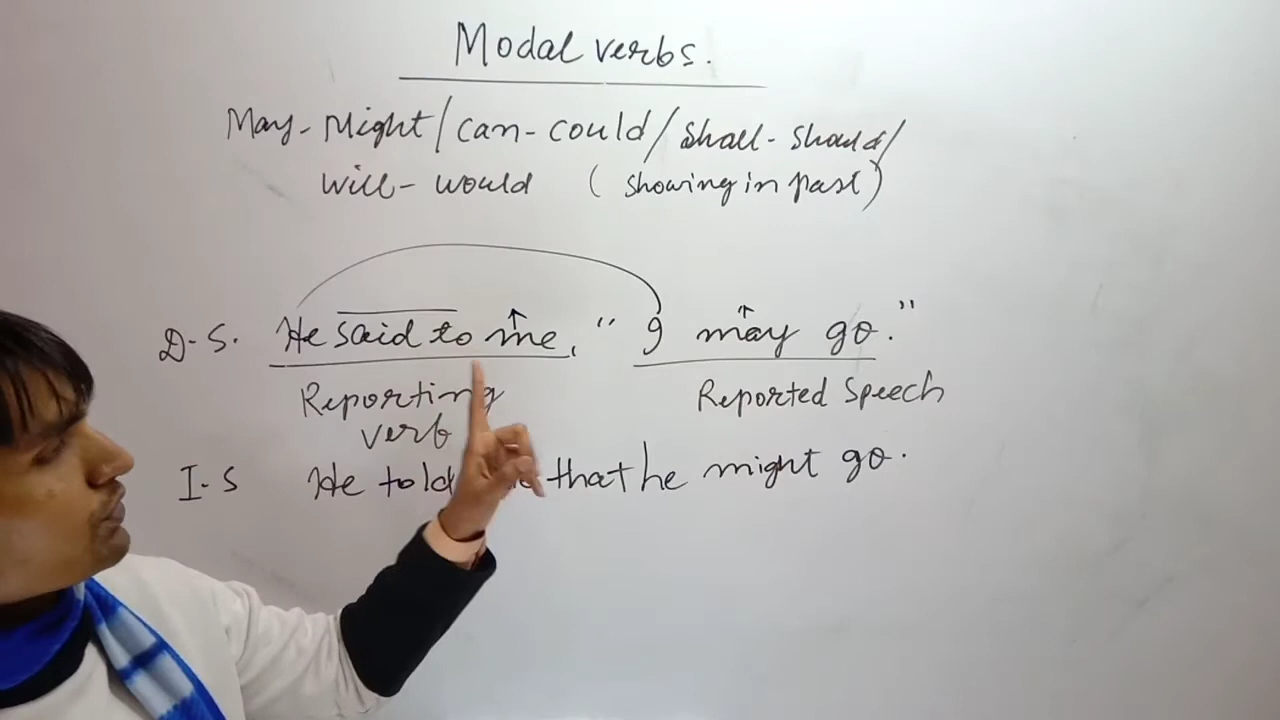 Modal verbs.
May-Might/can-could/shall-should/
will-would (showing in past)
D-S. He said to me, "I may go."
Reporting Reported Speech
verb
I-S He told that he might go.